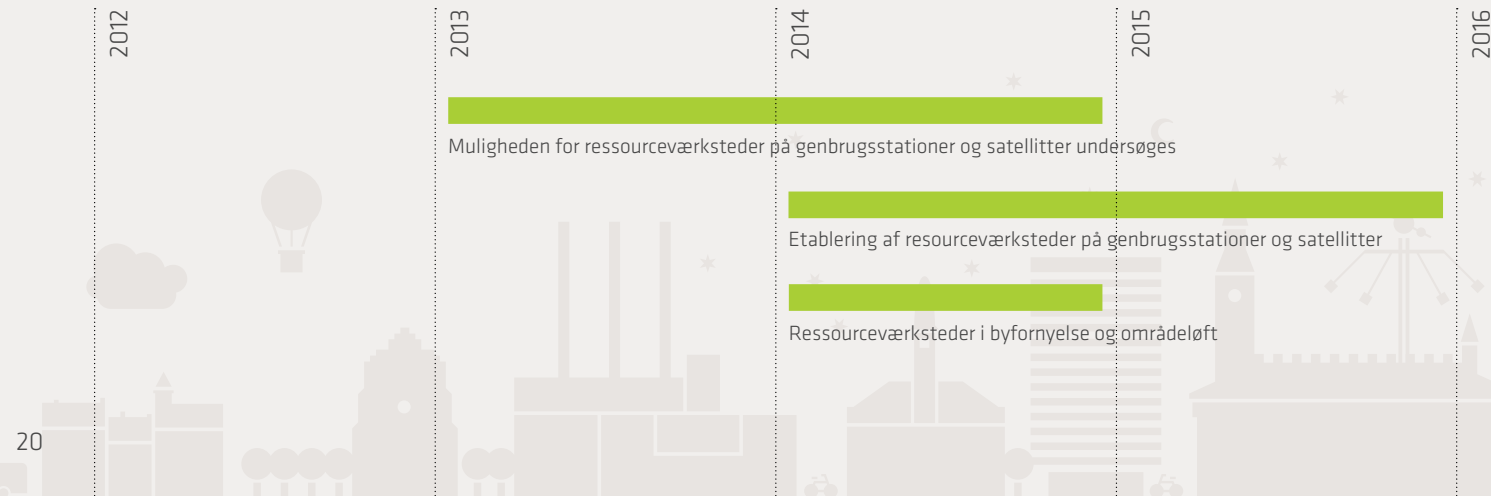 2012
2013
2014
2015
2016
Muligheden for ressourceværksteder på genbrugsstationer og satellitter undersøges
Etablering af resourceværksteder på genbrugsstationer og satellitter
Ressourceværksteder i byfornyelse og områdeløft
20